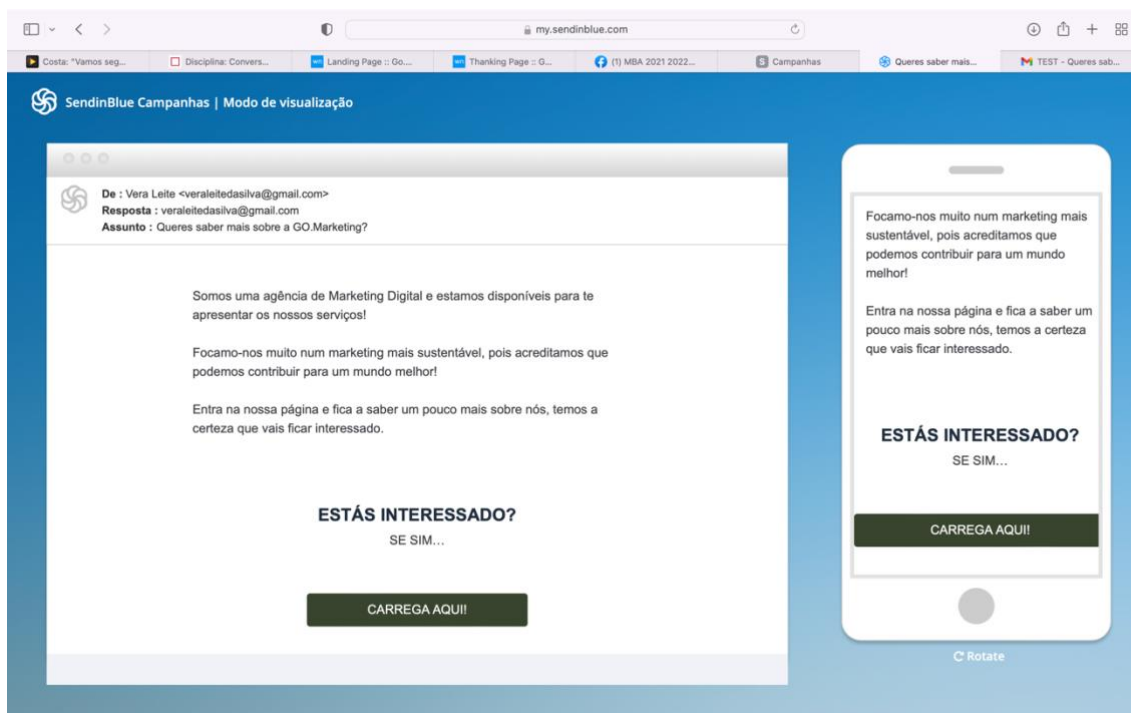 my.sendinblue.com
Costa: "Vamos seg...
Disciplina: Convers...
wn Landing Page :: Go....
wn Thanking Page :: G...
(1) MBA 2021 2022...
S Campanhas
Queres saber mais...
TEST - Queres sab...
SendinBlue Campanhas | Modo de visualização
De : Vera Leite <veraleitedasilva@gmail.com>
Resposta : veraleitedasilva@gmail.com
Assunto : Queres saber mais sobre a GO.Marketing?
Somos uma agência de Marketing Digital e estamos disponíveis para te
apresentar os nossos serviços!
Focamo-nos muito num marketing mais sustentável, pois acreditamos que
podemos contribuir para um mundo melhor!
Entra na nossa página e fica a saber um pouco mais sobre nós, temos a
certeza que vais ficar interessado.
ESTÁS INTERESSADO?
SE SIM...
CARREGA AQUI!
Focamo-nos muito num marketing mais
sustentável, pois acreditamos que
podemos contribuir para um mundo
melhor!
Entra na nossa página e fica a saber um
pouco mais sobre nós, temos a certeza
que vais ficar interessado.
ESTÁS INTERESSADO?
SE SIM...
CARREGA AQUI!
Rotate